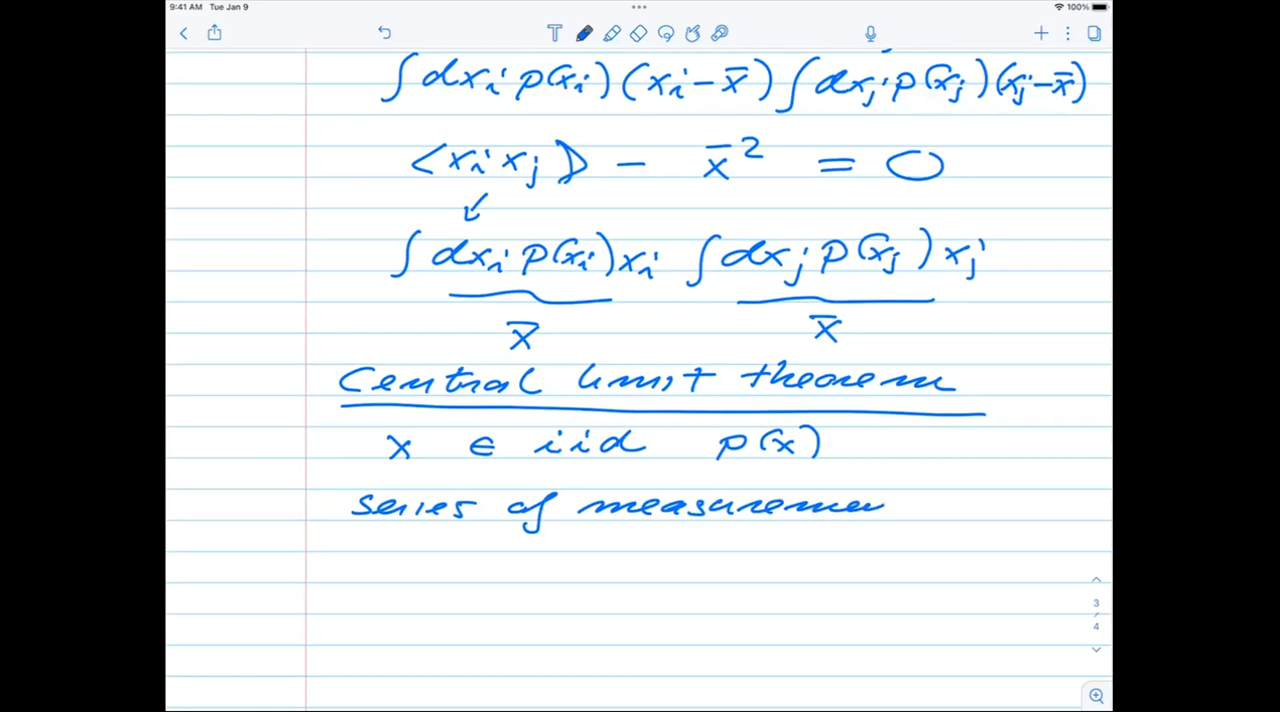 9:41 AM Tue Jan 9
100%
∫dxᵢ p(xᵢ)(xᵢ − x̄) ∫dxⱼ p(xⱼ)(xⱼ − x̄)
<xᵢ xⱼ> − x̄² = 0
↙
∫dxᵢ p(xᵢ)xᵢ ∫dxⱼ p(xⱼ)xⱼ
x̄ x̄
Central limit theorem
x ∈ iid p(x)
series of measuremen
3
/
4